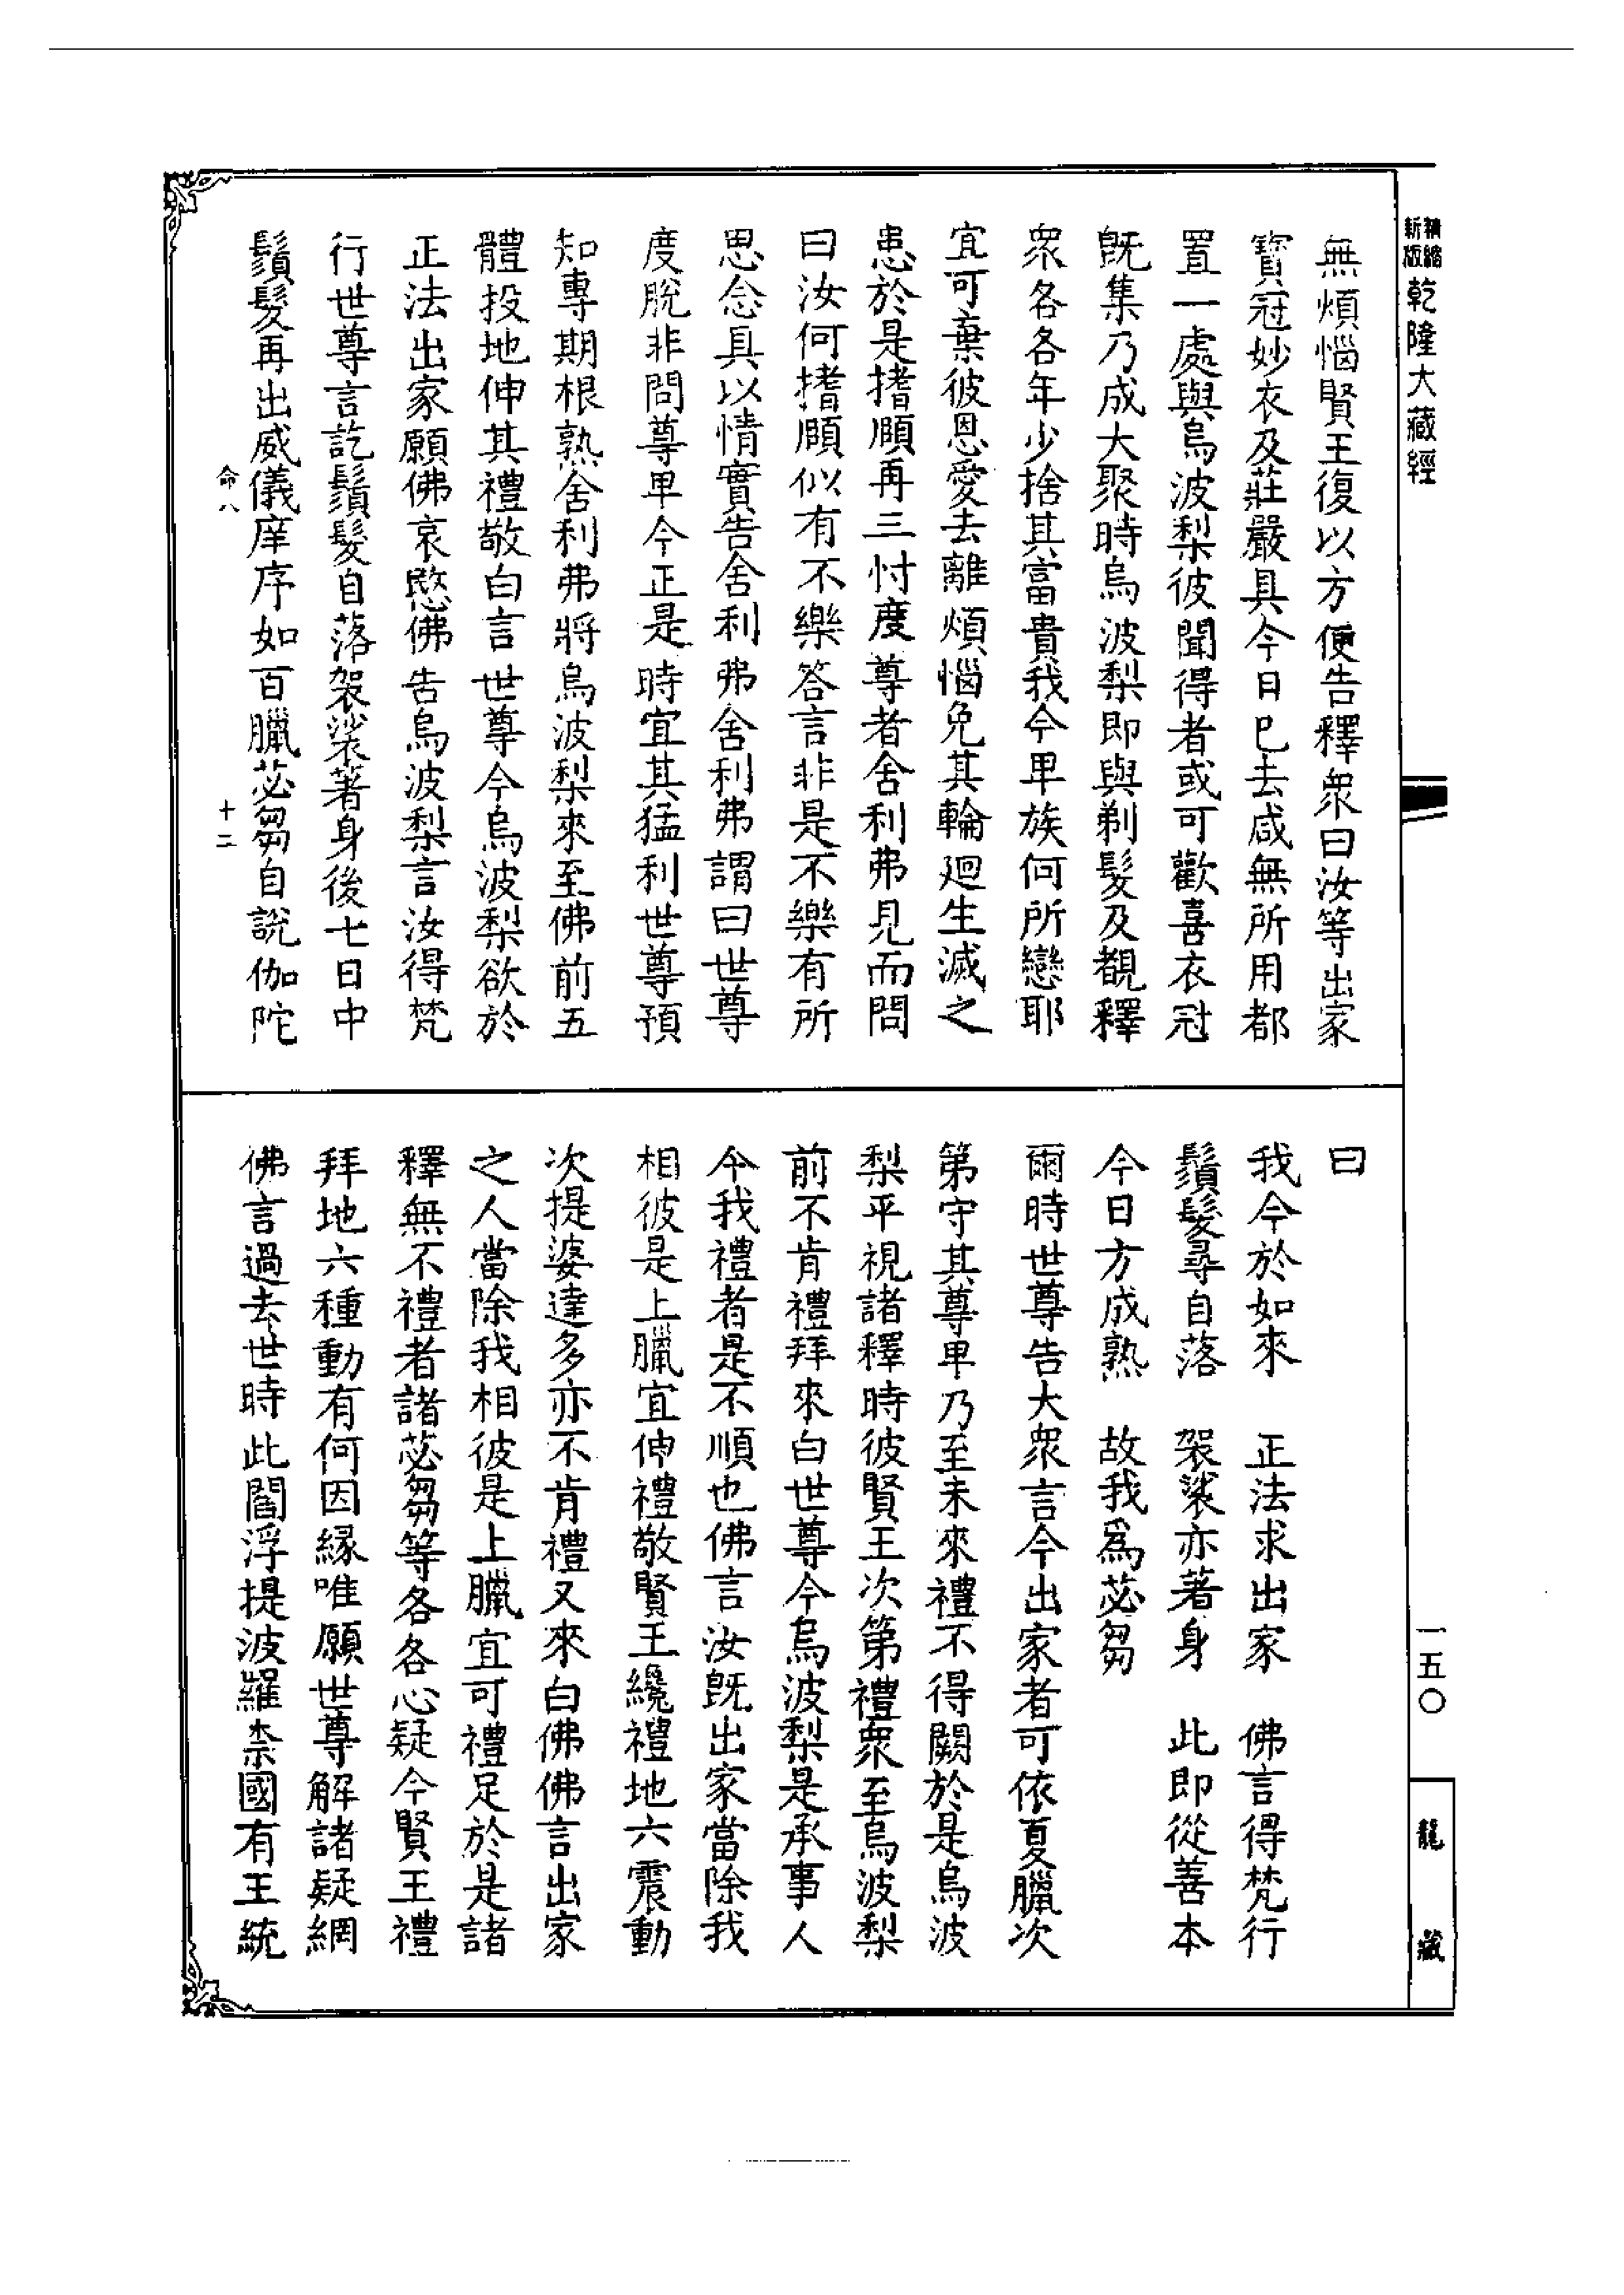 精縮
新版
乾隆大藏經
無煩惱賢王復以方便告釋眾曰汝等出家
寶冠妙衣及莊嚴具今日巳去咸無所用都
置一處與烏波梨彼聞得者或可歡喜衣冠
旣集乃成大聚時烏波梨即與剃髮及覩釋
眾各各年少捨其富貴我今卑族何所戀耶
宜可棄彼恩愛去離煩惱免其輪迴生滅之
患於是搘頤再三忖度尊者舍利弗見而問
曰汝何搘頤似有不樂答言非是不樂有所
思念具以情實告舍利弗舍利弗謂曰世尊
度脫非問尊卑今正是時宜其猛利世尊預
知專期根熟舍利弗將烏波梨來至佛前五
體投地伸其禮敬白言世尊今烏波梨欲於
正法出家願佛哀愍佛告烏波梨言汝得梵
行世尊言訖鬚髮自落袈裟著身後七日中
鬚髮再出威儀庠序如百臘苾芻自說伽陀
命八
十二
曰
我今於如來　正法求出家　佛言得梵行
鬚髮尋自落　袈裟亦著身　此即從善本
今日方成熟　故我爲苾芻
爾時世尊告大眾言今出家者可依夏臘次
第守其尊卑乃至未來禮不得闕於是烏波
梨平視諸釋時彼賢王次第禮眾至烏波梨
前不肯禮拜來白世尊今烏波梨是承事人
今我禮者是不順也佛言汝旣出家當除我
相彼是上臘宜伸禮敬賢王纔禮地六震動
次提婆達多亦不肯禮又來白佛佛言出家
之人當除我相彼是上臘宜可禮足於是諸
釋無不禮者諸苾芻等各各心疑今賢王禮
拜地六種動有何因緣唯願世尊解諸疑網
佛言過去世時此閻浮提波羅柰國有王統
一五〇
龍藏